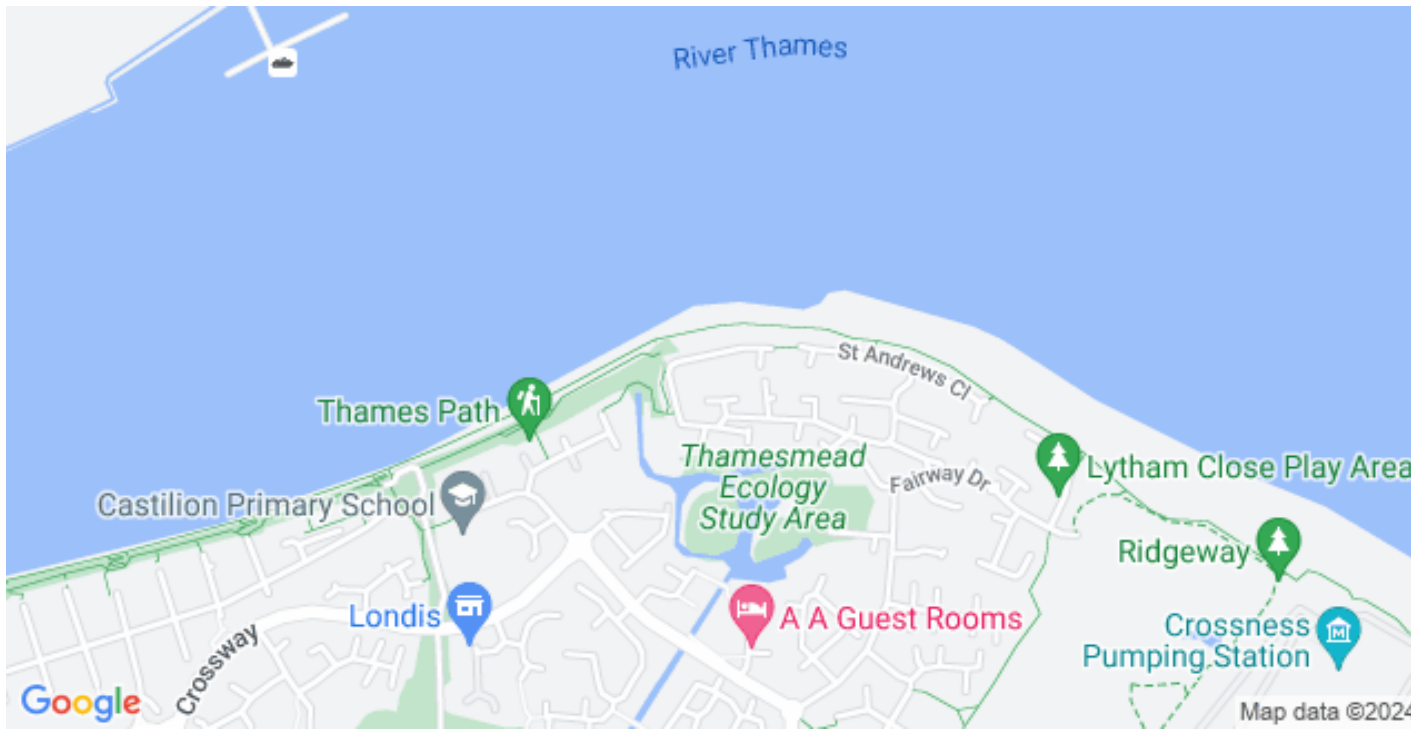 River Thames
St Andrews Cl
Thames Path
Thamesmead
Ecology
Study Area
Fairway Dr
Lytham Close Play Area
Castilion Primary School
Ridgeway
Londis
A A Guest Rooms
Crossness
Pumping Station
Crossway
Google
Map data ©2024